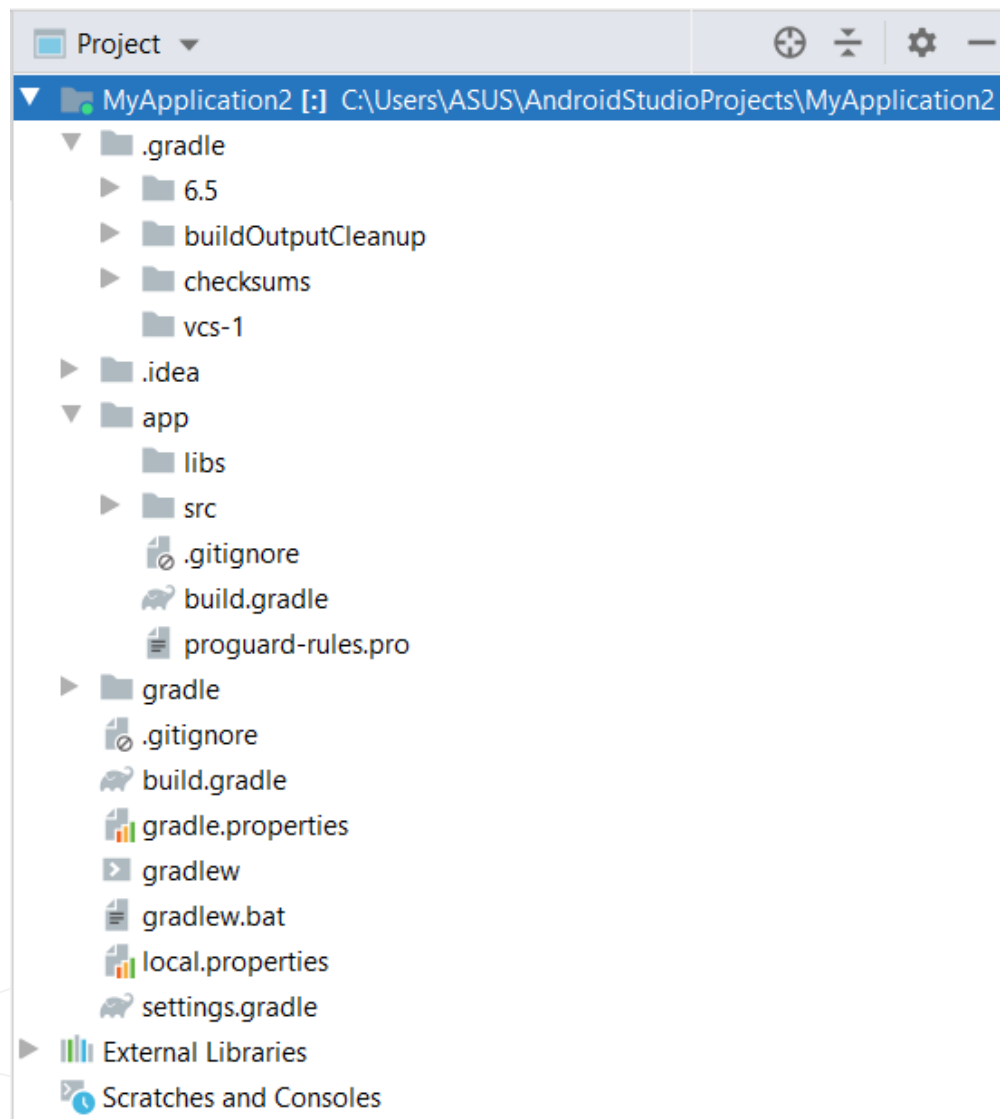 Project
MyApplication2 [:] C:\Users\ASUS\AndroidStudioProjects\MyApplication2
.gradle
6.5
buildOutputCleanup
checksums
vcs-1
.idea
app
libs
src
.gitignore
build.gradle
proguard-rules.pro
gradle
.gitignore
build.gradle
gradle.properties
gradlew
gradlew.bat
local.properties
settings.gradle
External Libraries
Scratches and Consoles